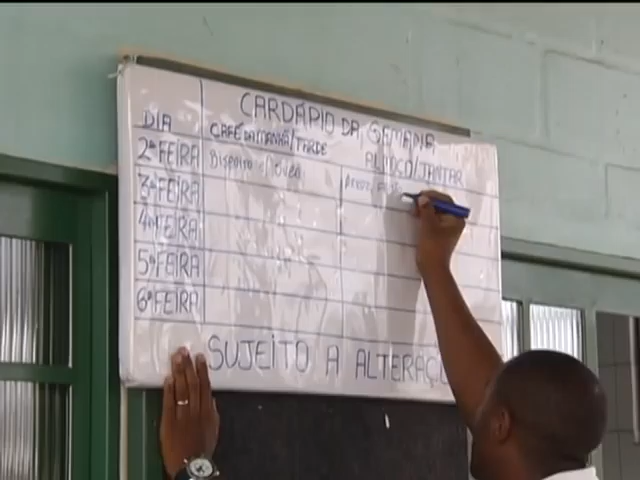 CARDÁPIO DA SEMANA
DIA CAFÉ DA MANHÃ/TARDE ALMOÇO/JANTAR
2ª FEIRA Biscoito
3ª FEIRA
4ª FEIRA
5ª FEIRA
6ª FEIRA
SUJEITO A ALTERAÇ